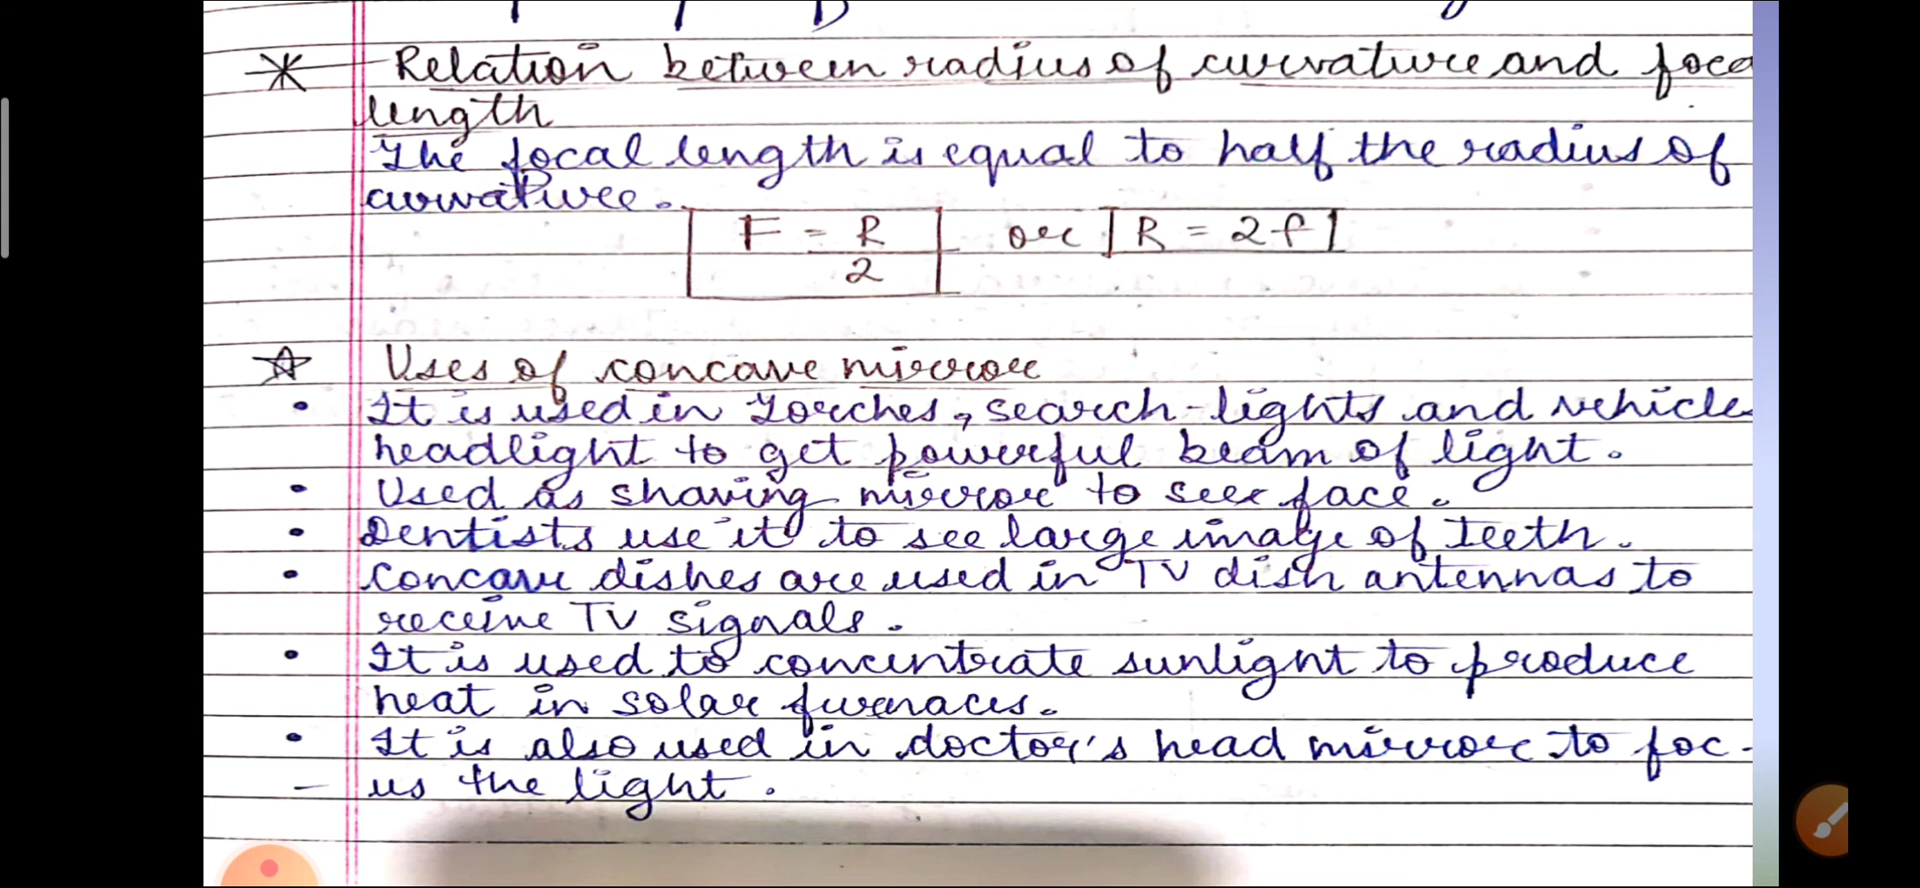 * Relation between radius of curvature and foca
length
The focal length is equal to half the radius of
curvature.
F = R/2 or R = 2f
☆ Uses of concave mirror
• It is used in Torches, search-lights and vehicle
headlight to get powerful beam of light.
• Used as shaving mirror to see face.
• Dentists use it to see large image of Teeth.
• Concave dishes are used in TV dish antennas to
receive TV signals.
• It is used to concentrate sunlight to produce
heat in solar furnaces.
• It is also used in doctor's head mirror to foc-
- us the light.